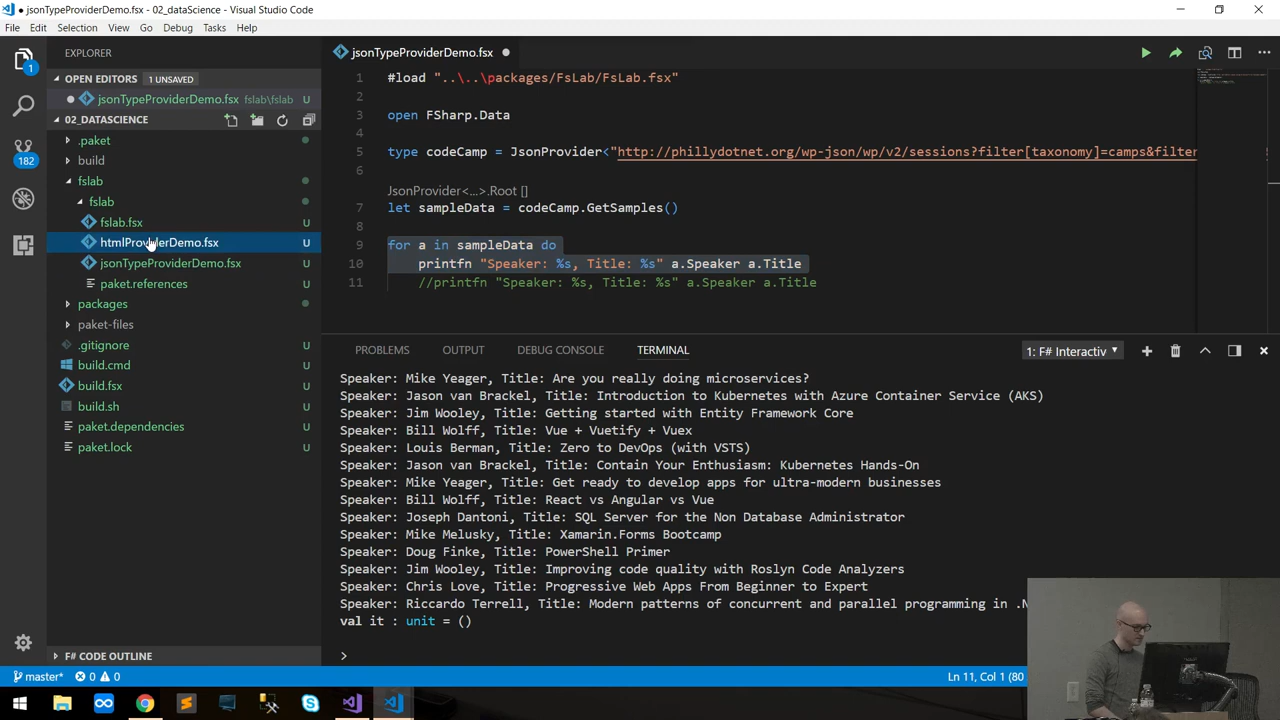 jsonTypeProviderDemo.fsx - 02_dataScience - Visual Studio Code
File Edit Selection View Go Debug Tasks Help
EXPLORER
OPEN EDITORS 1 UNSAVED
jsonTypeProviderDemo.fsx fslab\fslab U
02_DATASCIENCE
.paket
build
fslab
fslab
fslab.fsx U
htmlProviderDemo.fsx U
jsonTypeProviderDemo.fsx U
paket.references U
packages
paket-files
.gitignore U
build.cmd U
build.fsx U
build.sh U
paket.dependencies U
paket.lock U
F# CODE OUTLINE
1
182
jsonTypeProviderDemo.fsx
1 #load "..\..\packages/FsLab/FsLab.fsx"
2
3 open FSharp.Data
4
5 type codeCamp = JsonProvider<"http://phillydotnet.org/wp-json/wp/v2/sessions?filter[taxonomy]=camps&filter
6
JsonProvider<...>.Root []
7 let sampleData = codeCamp.GetSamples()
8
9 for a in sampleData do
10 printfn "Speaker: %s, Title: %s" a.Speaker a.Title
11 //printfn "Speaker: %s, Title: %s" a.Speaker a.Title
PROBLEMS OUTPUT DEBUG CONSOLE TERMINAL 1: F# Interactiv
Speaker: Mike Yeager, Title: Are you really doing microservices?
Speaker: Jason van Brackel, Title: Introduction to Kubernetes with Azure Container Service (AKS)
Speaker: Jim Wooley, Title: Getting started with Entity Framework Core
Speaker: Bill Wolff, Title: Vue + Vuetify + Vuex
Speaker: Louis Berman, Title: Zero to DevOps (with VSTS)
Speaker: Jason van Brackel, Title: Contain Your Enthusiasm: Kubernetes Hands-On
Speaker: Mike Yeager, Title: Get ready to develop apps for ultra-modern businesses
Speaker: Bill Wolff, Title: React vs Angular vs Vue
Speaker: Joseph Dantoni, Title: SQL Server for the Non Database Administrator
Speaker: Mike Melusky, Title: Xamarin.Forms Bootcamp
Speaker: Doug Finke, Title: PowerShell Primer
Speaker: Jim Wooley, Title: Improving code quality with Roslyn Code Analyzers
Speaker: Chris Love, Title: Progressive Web Apps From Beginner to Expert
Speaker: Riccardo Terrell, Title: Modern patterns of concurrent and parallel programming in .N
val it : unit = ()
>
master* 0 0 Ln 11, Col 1 (80